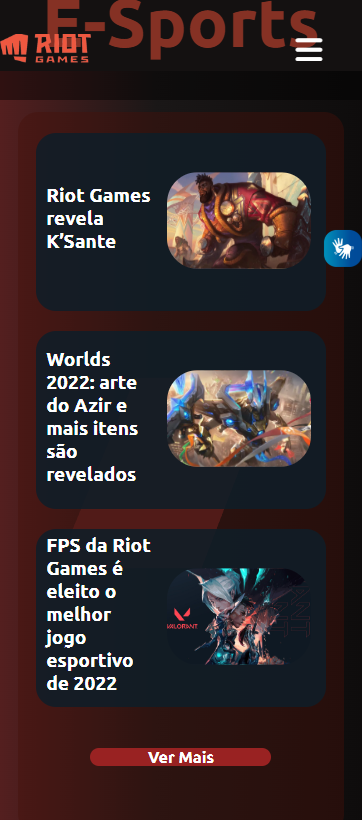 E-Sports
RIOT
GAMES
Riot Games
revela
K’Sante
Worlds
2022: arte
do Azir e
mais itens
são
revelados
FPS da Riot
Games é
eleito o
melhor
jogo
esportivo
de 2022
VALORANT
Ver Mais